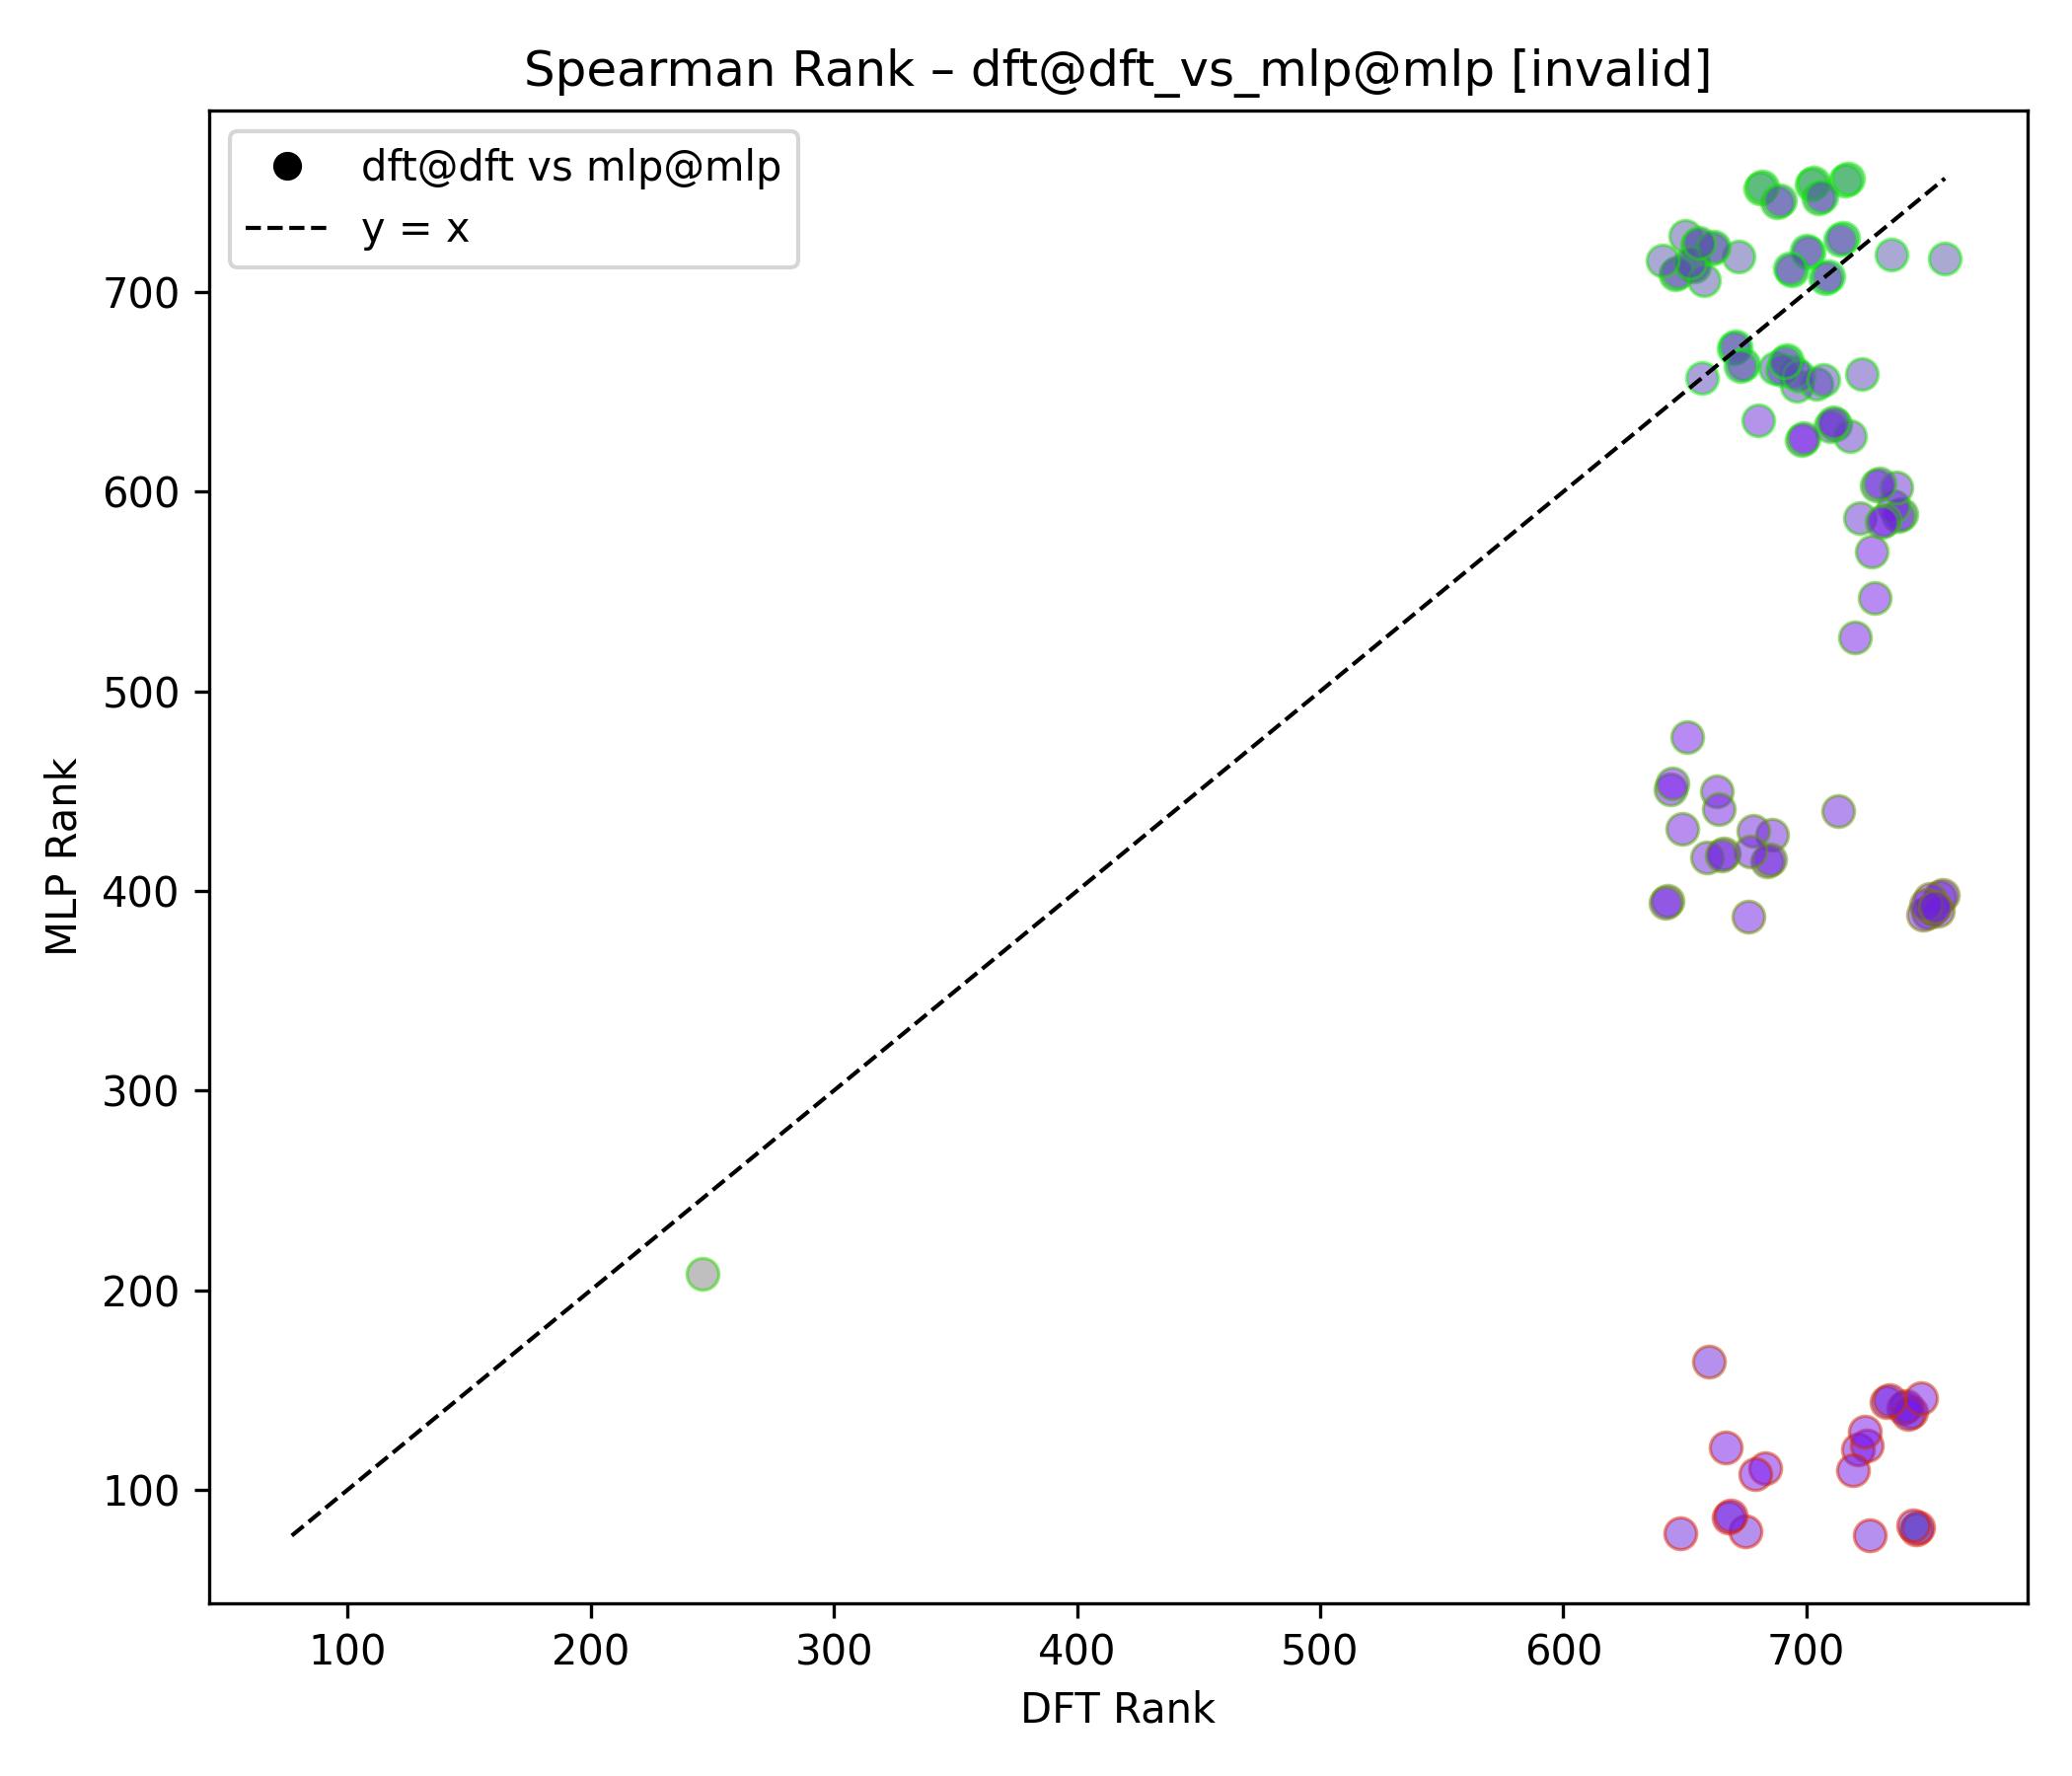 Spearman Rank – dft@dft_vs_mlp@mlp [invalid]
dft@dft vs mlp@mlp
y = x
MLP Rank
700
600
500
400
300
200
100
100 200 300 400 500 600 700
DFT Rank